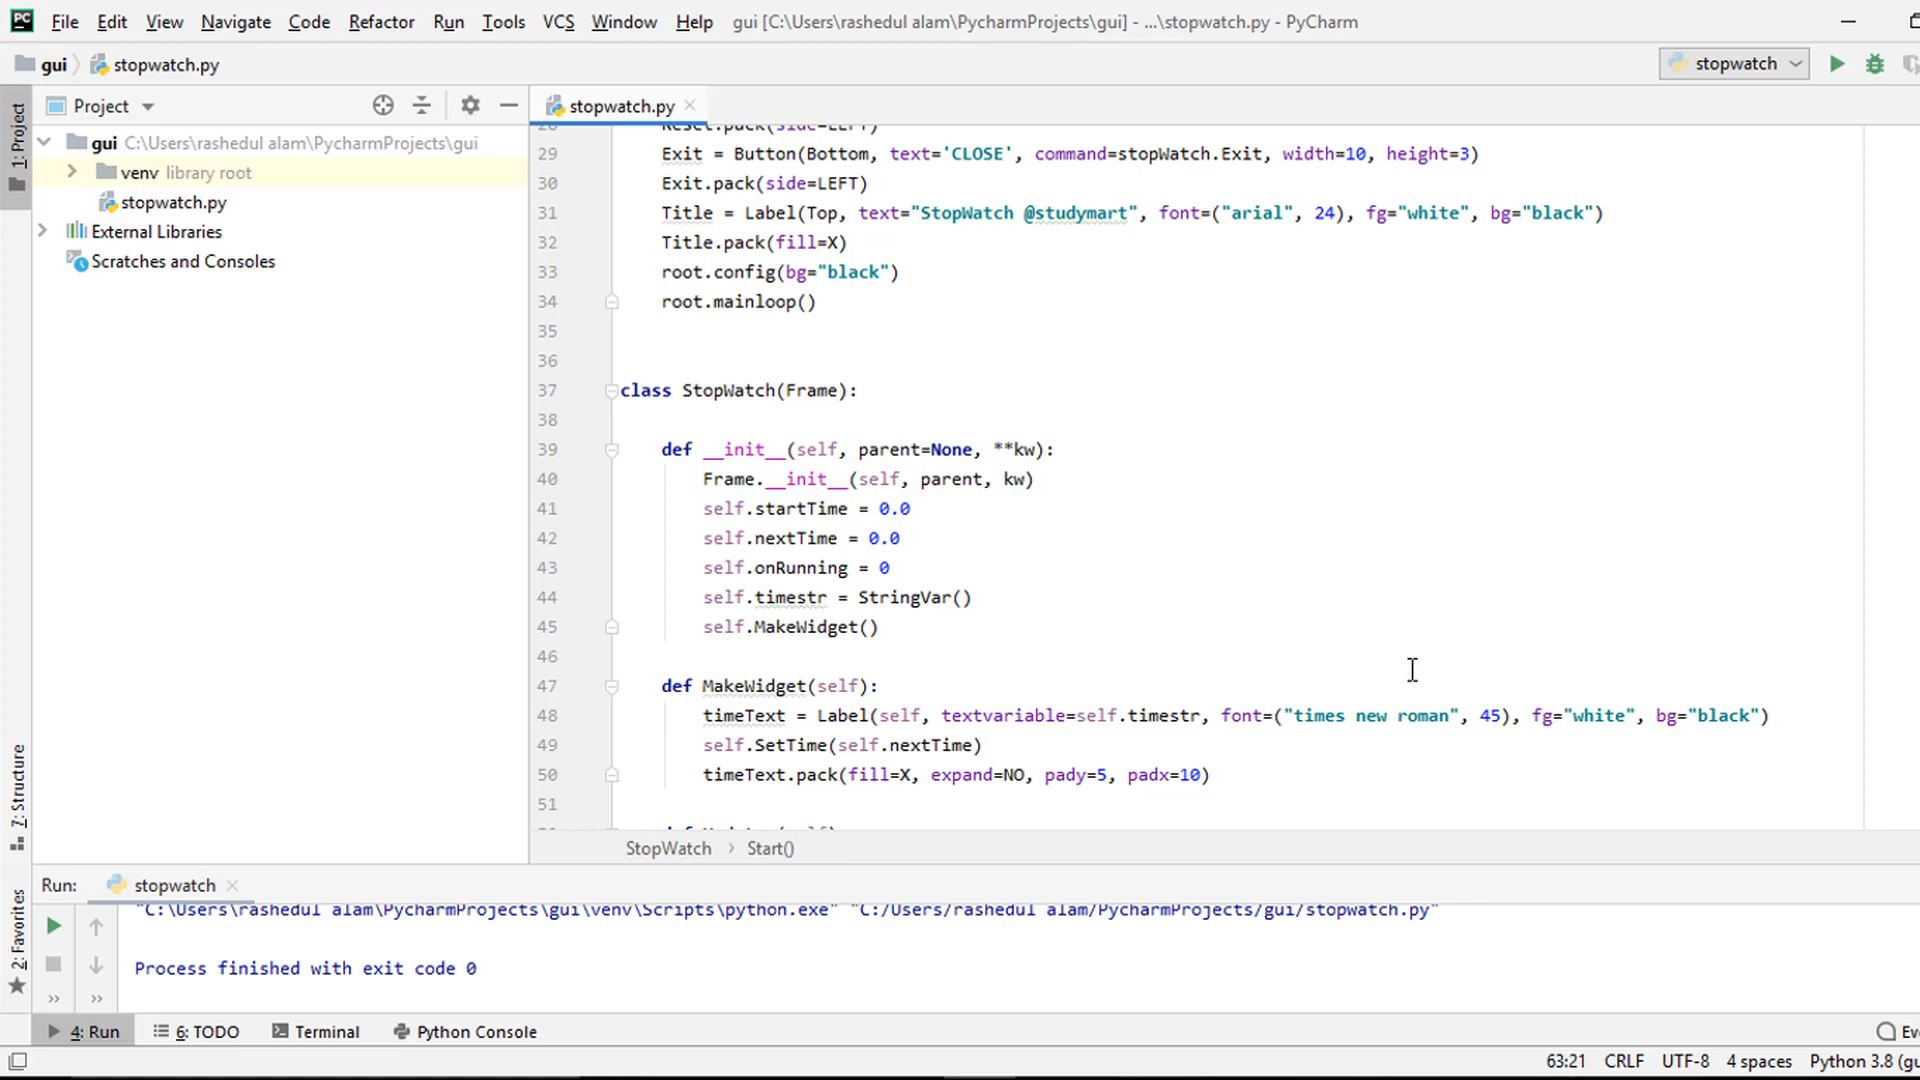 File Edit View Navigate Code Refactor Run Tools VCS Window Help gui [C:\Users\rashedul alam\PycharmProjects\gui] - ...\stopwatch.py - PyCharm
gui stopwatch.py stopwatch
1: Project
Project stopwatch.py
gui C:\Users\rashedul alam\PycharmProjects\gui
venv library root
stopwatch.py
External Libraries
Scratches and Consoles
28 Reset.pack(side=LEFT)
29 Exit = Button(Bottom, text='CLOSE', command=stopWatch.Exit, width=10, height=3)
30 Exit.pack(side=LEFT)
31 Title = Label(Top, text="StopWatch @studymart", font=("arial", 24), fg="white", bg="black")
32 Title.pack(fill=X)
33 root.config(bg="black")
34 root.mainloop()
35
36
37 class StopWatch(Frame):
38
39 def __init__(self, parent=None, **kw):
40 Frame.__init__(self, parent, kw)
41 self.startTime = 0.0
42 self.nextTime = 0.0
43 self.onRunning = 0
44 self.timestr = StringVar()
45 self.MakeWidget()
46
47 def MakeWidget(self):
48 timeText = Label(self, textvariable=self.timestr, font=("times new roman", 45), fg="white", bg="black")
49 self.SetTime(self.nextTime)
50 timeText.pack(fill=X, expand=NO, pady=5, padx=10)
51
StopWatch › Start()
7: Structure
2: Favorites
Run: stopwatch
"C:\Users\rashedul alam\PycharmProjects\gui\venv\Scripts\python.exe" "C:/Users/rashedul alam/PycharmProjects/gui/stopwatch.py"
Process finished with exit code 0
4: Run 6: TODO Terminal Python Console
63:21 CRLF UTF-8 4 spaces Python 3.8 (gu